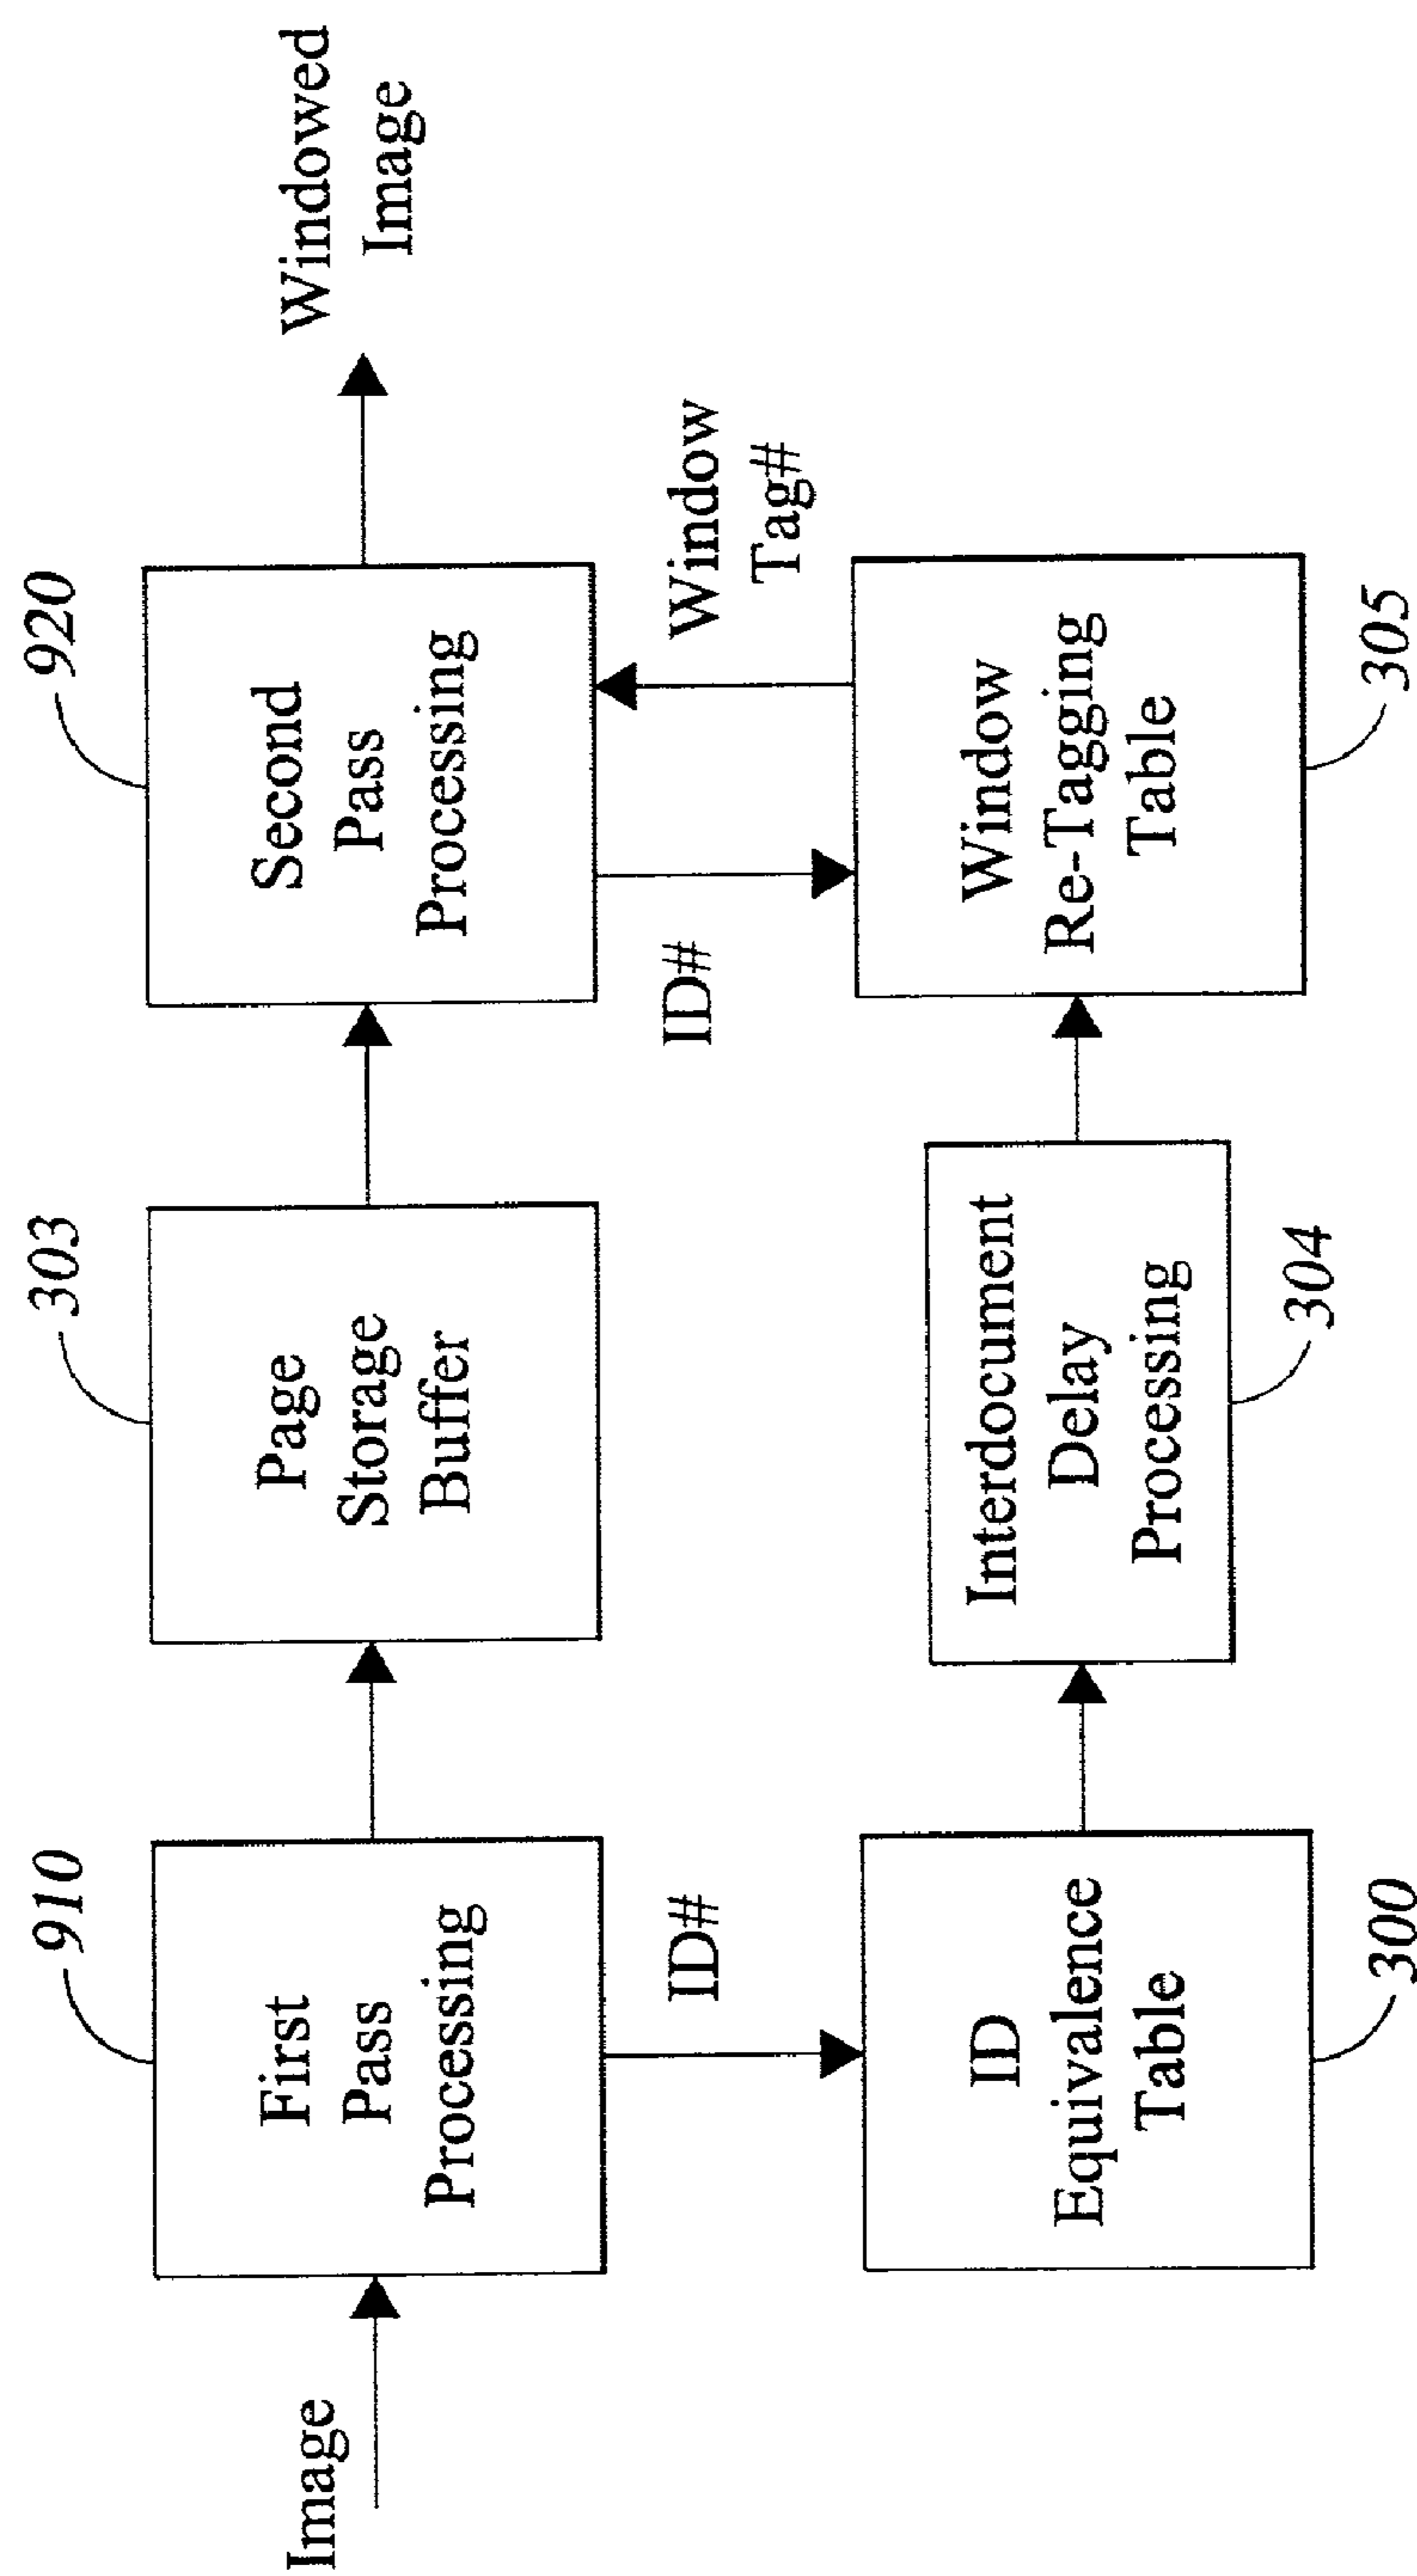 Image
910
First
Pass
Processing
303
Page
Storage
Buffer
920
Second
Pass
Processing
Windowed
Image
ID#
ID#
Window
Tag#
ID
Equivalence
Table
300
Interdocument
Delay
Processing
304
Window
Re-Tagging
Table
305